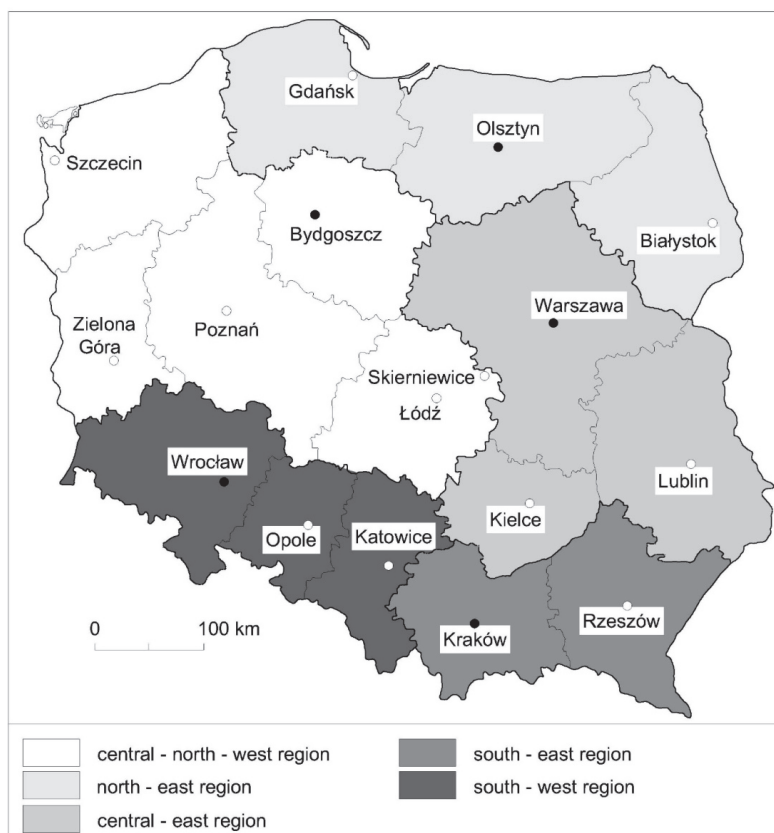 Gdańsk
Olsztyn
Szczecin
Bydgoszcz
Białystok
Warszawa
Zielona
Góra
Poznań
Skierniewice
Łódź
Wrocław
Lublin
Opole
Katowice
Kielce
Rzeszów
Kraków
0 100 km
central - north - west region
north - east region
central - east region
south - east region
south - west region